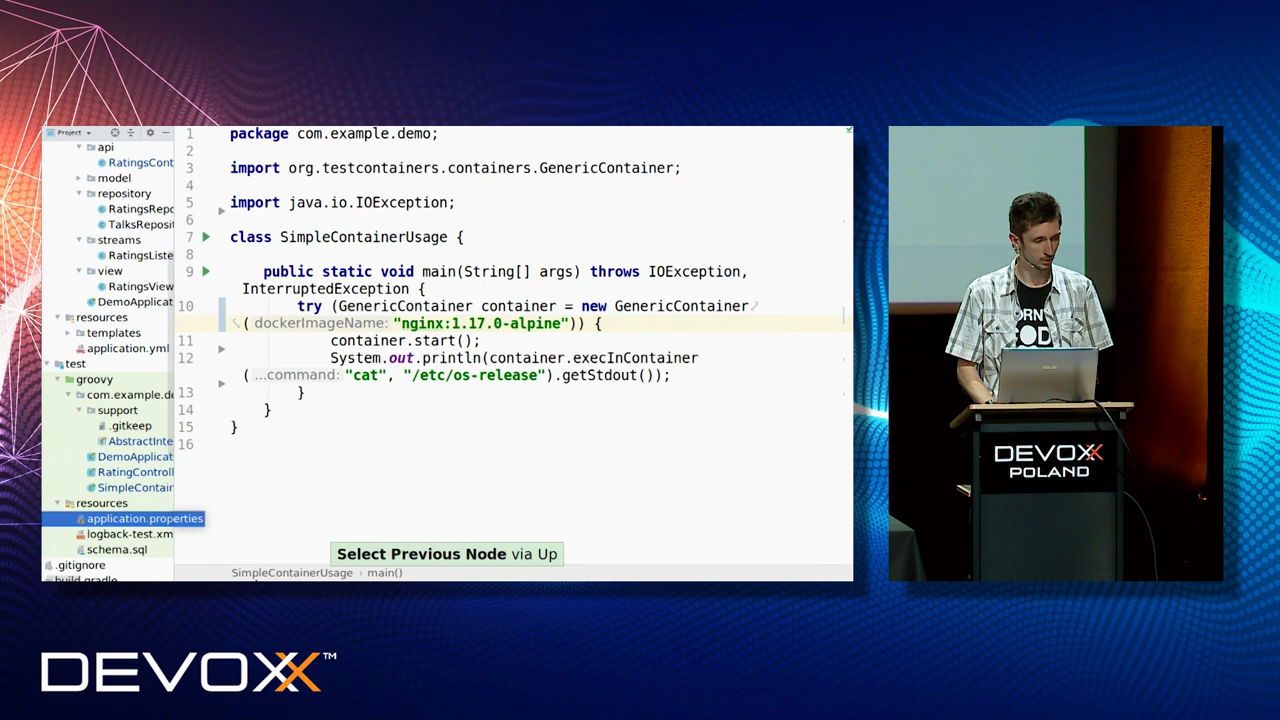 Project
api
RatingsCont
model
repository
RatingsRepo
TalksReposit
streams
RatingsListe
view
RatingsView
DemoApplicat
resources
templates
application.yml
test
groovy
com.example.de
support
.gitkeep
AbstractInte
DemoApplicat
RatingControll
SimpleContain
resources
application.properties
logback-test.xm
schema.sql
.gitignore
build.gradle
1 package com.example.demo;
2
3 import org.testcontainers.containers.GenericContainer;
4
5 import java.io.IOException;
6
7 class SimpleContainerUsage {
8
9 public static void main(String[] args) throws IOException,
InterruptedException {
10 try (GenericContainer container = new GenericContainer
( dockerImageName: "nginx:1.17.0-alpine")) {
11 container.start();
12 System.out.println(container.execInContainer
( ...command: "cat", "/etc/os-release").getStdout());
13 }
14 }
15 }
16
Select Previous Node via Up
SimpleContainerUsage > main()
CODE
ASUS
DEVOXX
POLAND
DEVOXX™